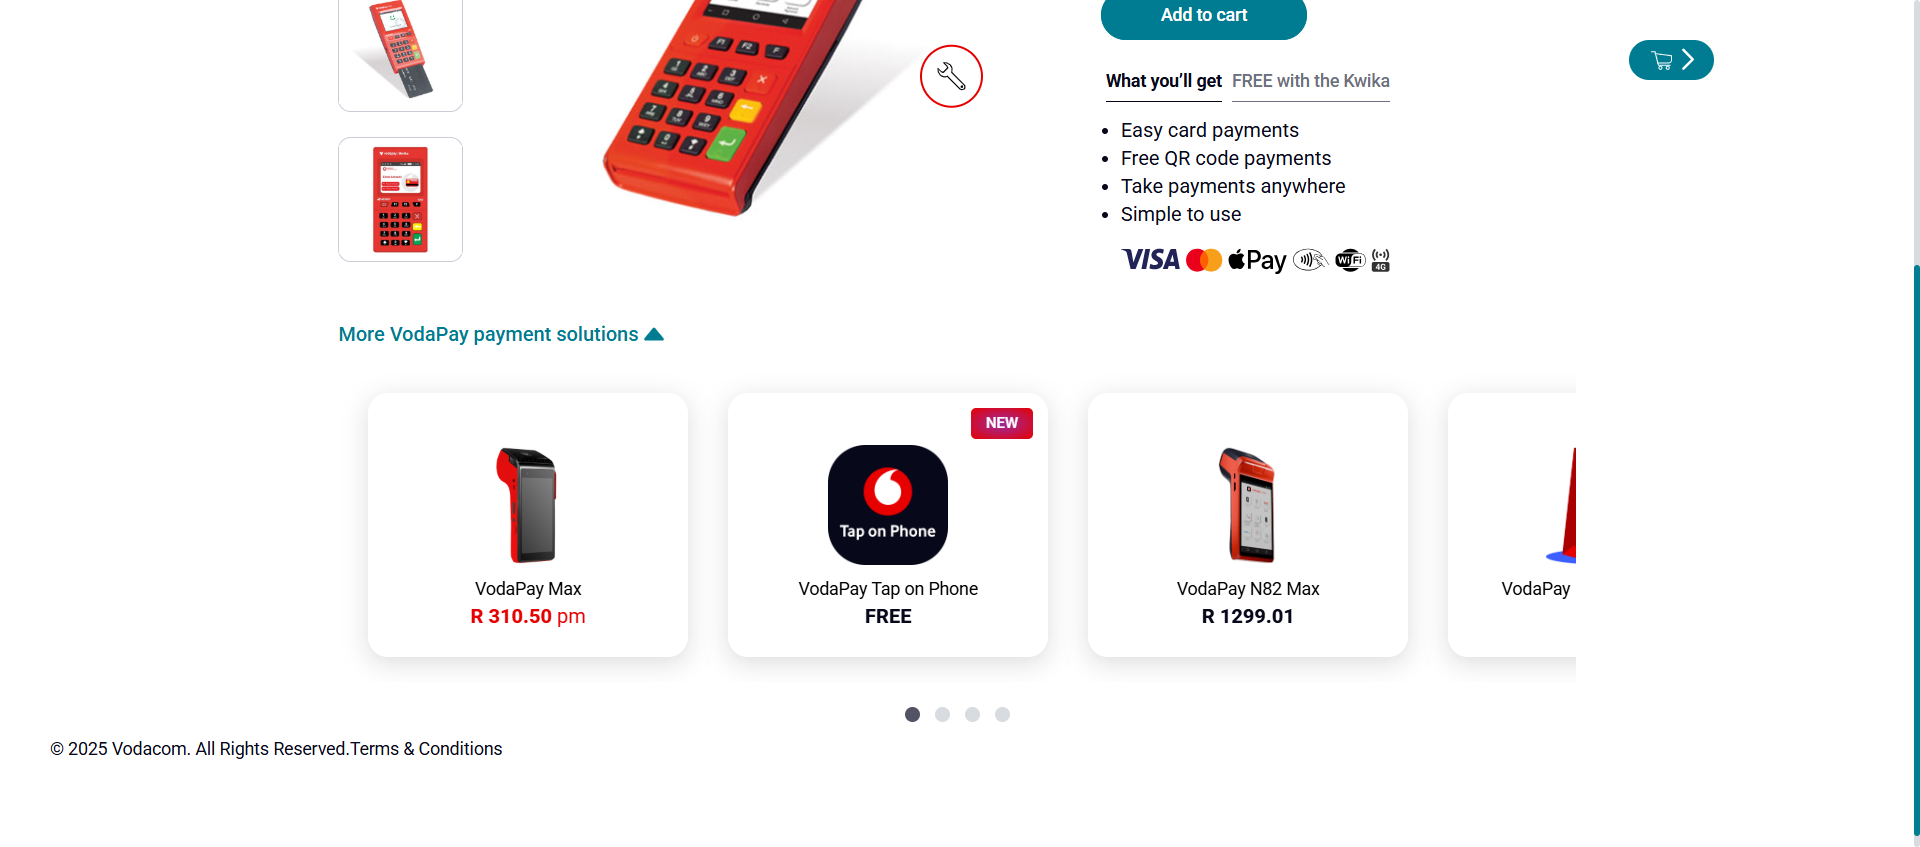 Add to cart
What you’ll get FREE with the Kwika
Easy card payments
Free QR code payments
Take payments anywhere
Simple to use
VISA Pay WiFi 4G
More VodaPay payment solutions
NEW
Tap on Phone
VodaPay Max
R 310.50 pm
VodaPay Tap on Phone
FREE
VodaPay N82 Max
R 1299.01
VodaPay
© 2025 Vodacom. All Rights Reserved.Terms & Conditions